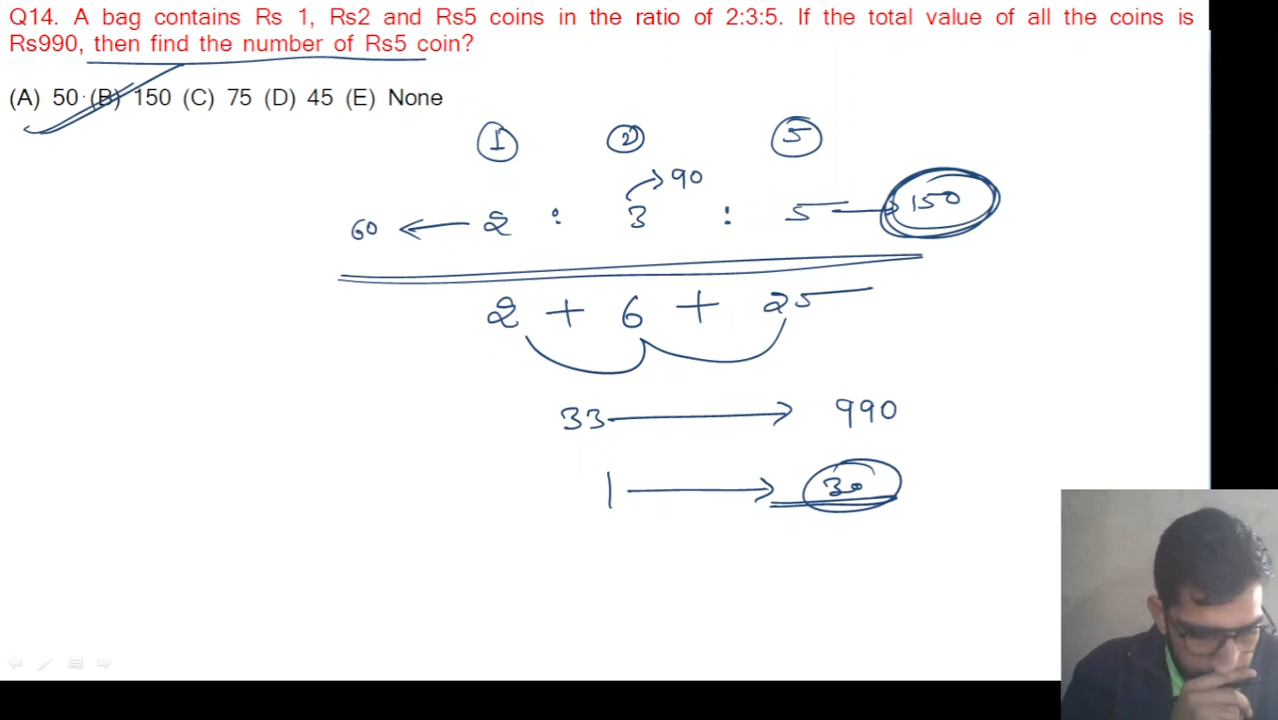 Q14. A bag contains Rs 1, Rs2 and Rs5 coins in the ratio of 2:3:5. If the total value of all the coins is
Rs990, then find the number of Rs5 coin?
(A) 50 (B) 150 (C) 75 (D) 45 (E) None
1 2 5
90
60 ← 2 : 3 : 5 → 150
2 + 6 + 25
33 → 990
1 → 30